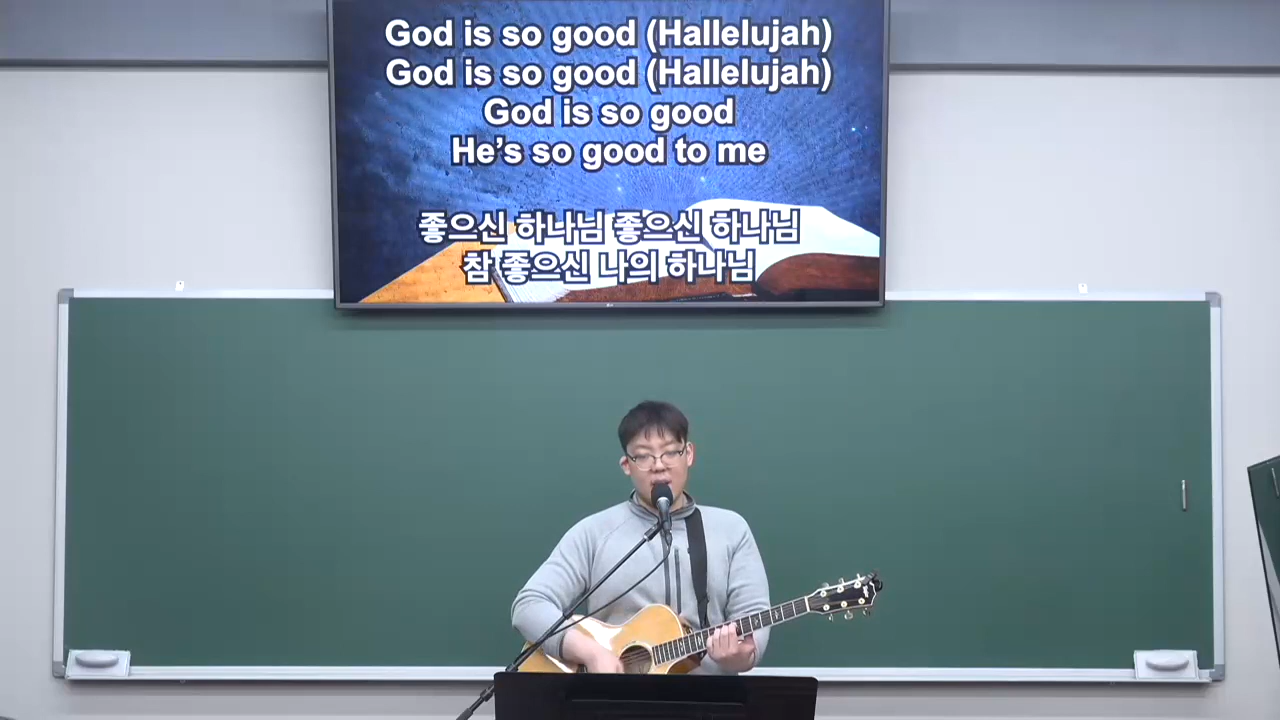 God is so good (Hallelujah)
God is so good (Hallelujah)
God is so good
He's so good to me
좋으신 하나님 좋으신 하나님
참 좋으신 나의 하나님